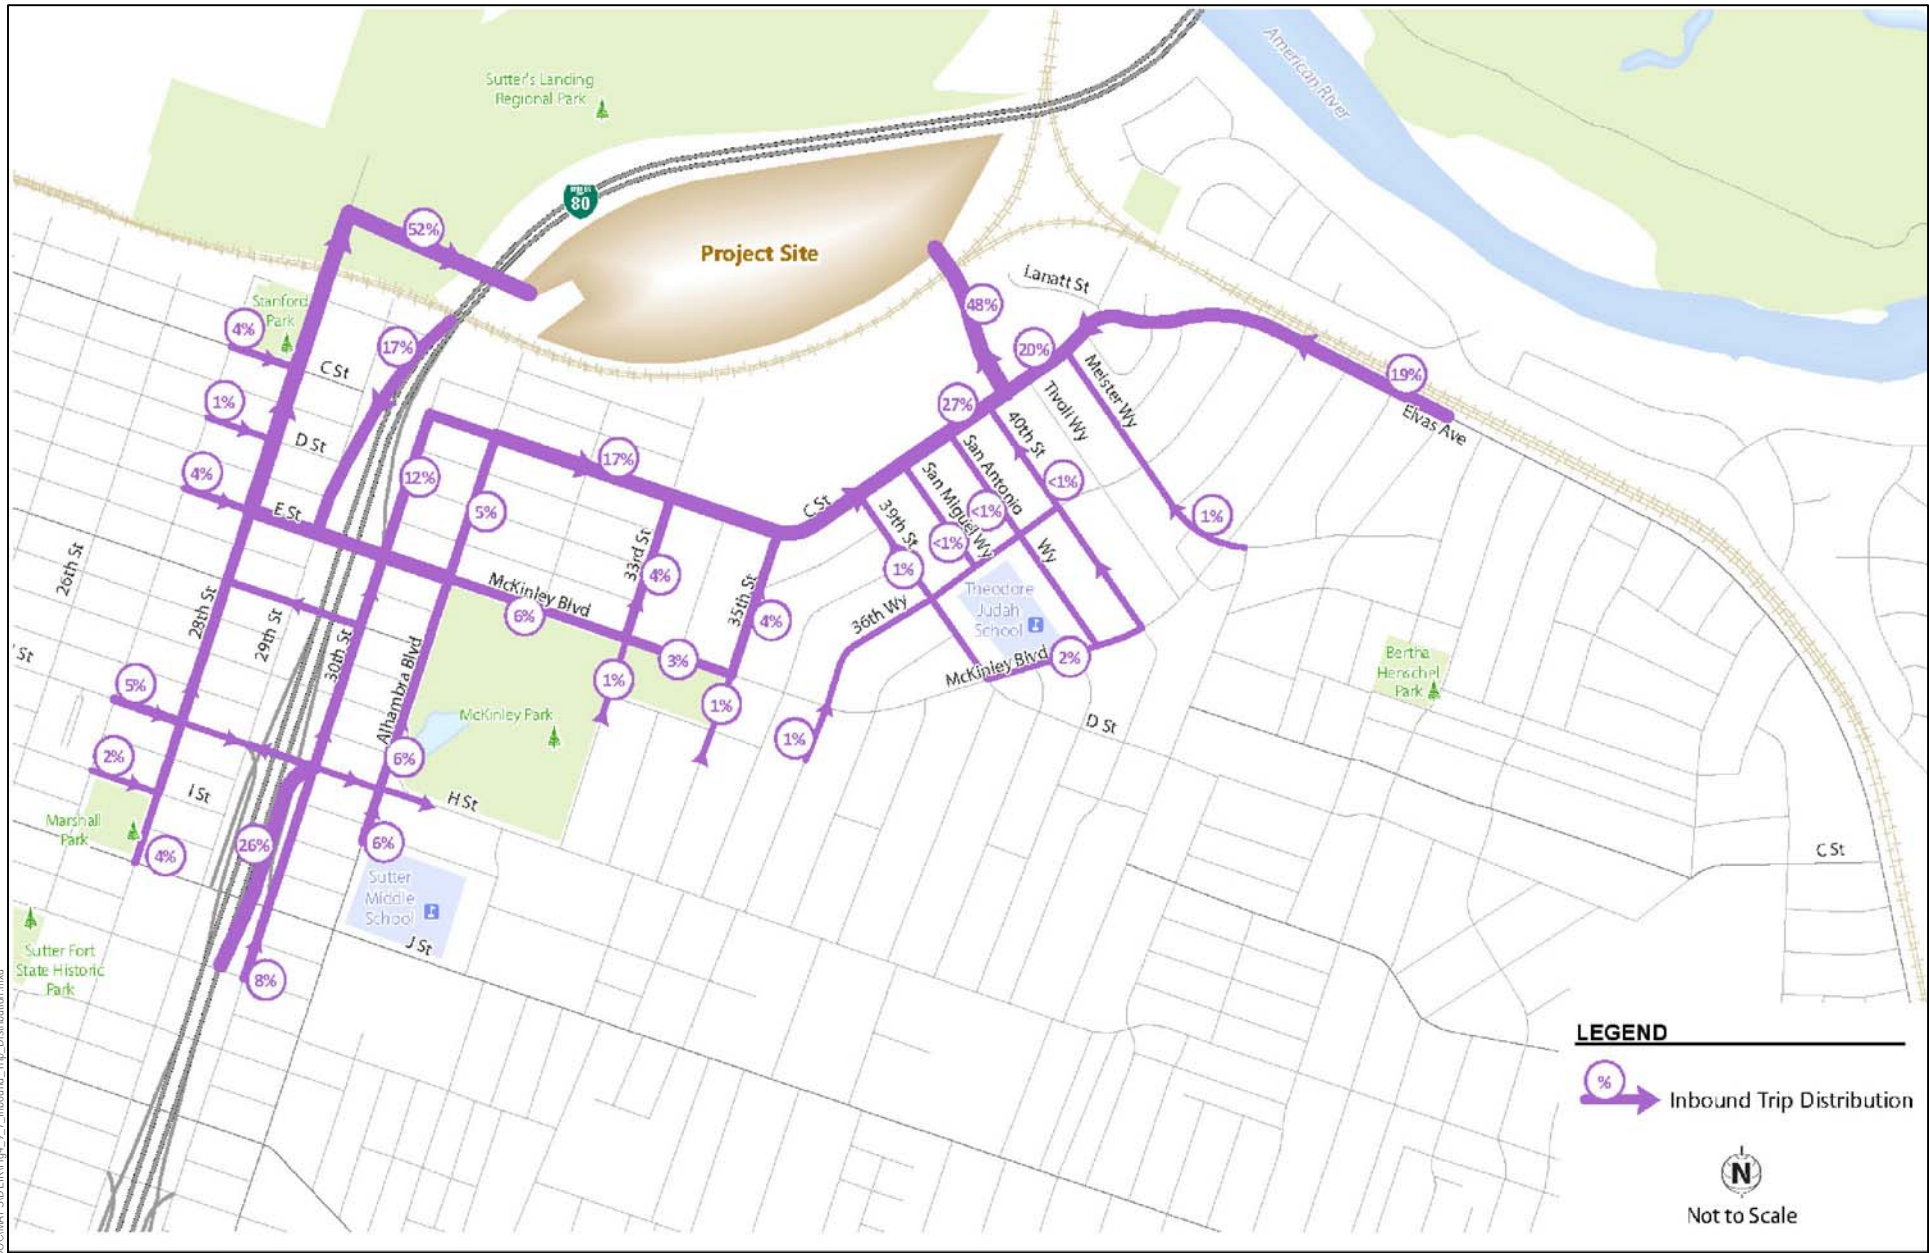 Sutter's Landing
Regional Park
American River
80
52%
Project Site
Stanford
Park
4%
17%
C St
1%
D St
4%
E St
12%
5%
17%
48%
Lanatt St
20%
27%
19%
Elvas Ave
Meister Wy
Tivoli Wy
40th St
San Antonio
Wy
San Miguel Wy
39th St
C St
<1%
<1%
<1%
1%
1%
26th St
28th St
29th St
30th St
Alhambra Blvd
McKinley Blvd
6%
33rd St
4%
35th St
4%
36th Wy
Theodore
Judah
School
McKinley Blvd
2%
3%
1%
1%
1%
D St
Bertha
Henschel
Park
St
5%
2%
I St
Marshall
Park
4%
McKinley Park
6%
H St
26%
6%
Sutter
Middle
School
J St
8%
Sutter Fort
State Historic
Park
C St
LEGEND
%
Inbound Trip Distribution
N
Not to Scale